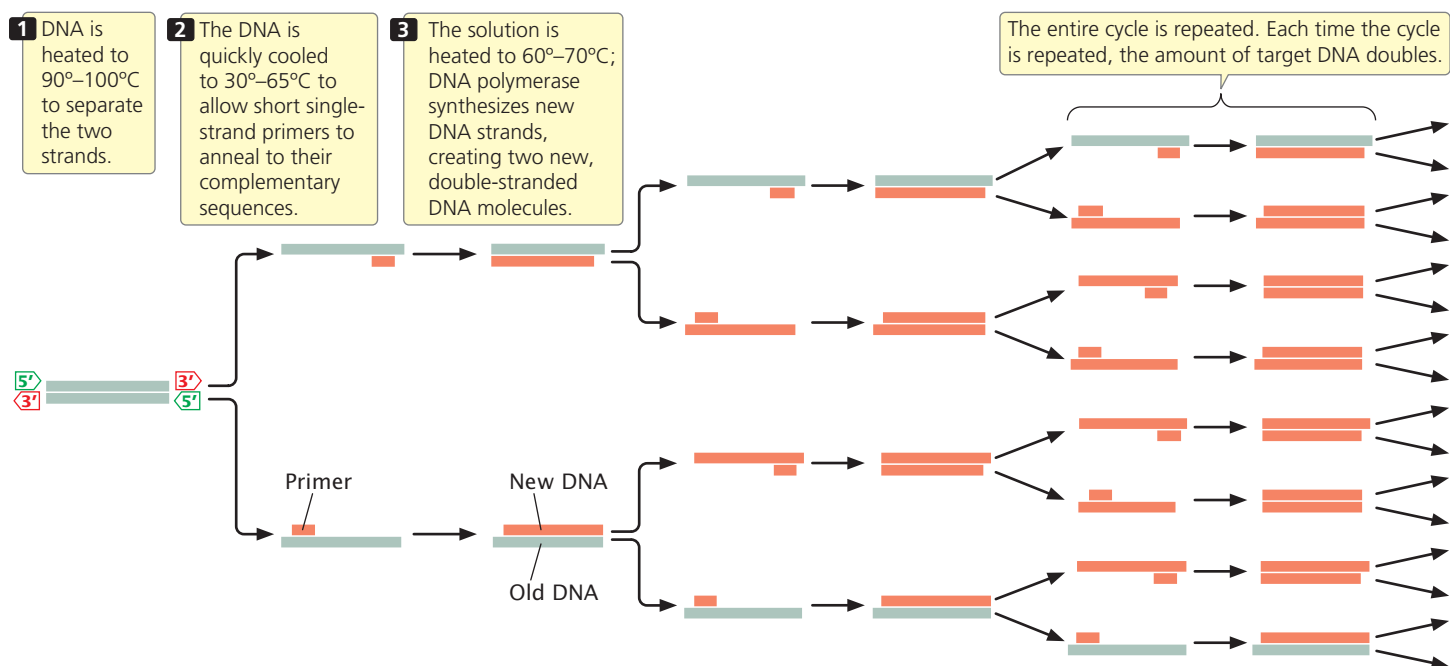 1 DNA is
heated to
90º–100ºC
to separate
the two
strands.
2 The DNA is
quickly cooled
to 30º–65ºC to
allow short single-
strand primers to
anneal to their
complementary
sequences.
3 The solution is
heated to 60º–70ºC;
DNA polymerase
synthesizes new
DNA strands,
creating two new,
double-stranded
DNA molecules.
The entire cycle is repeated. Each time the cycle
is repeated, the amount of target DNA doubles.
5′ 3′
3′ 5′
Primer
New DNA
Old DNA